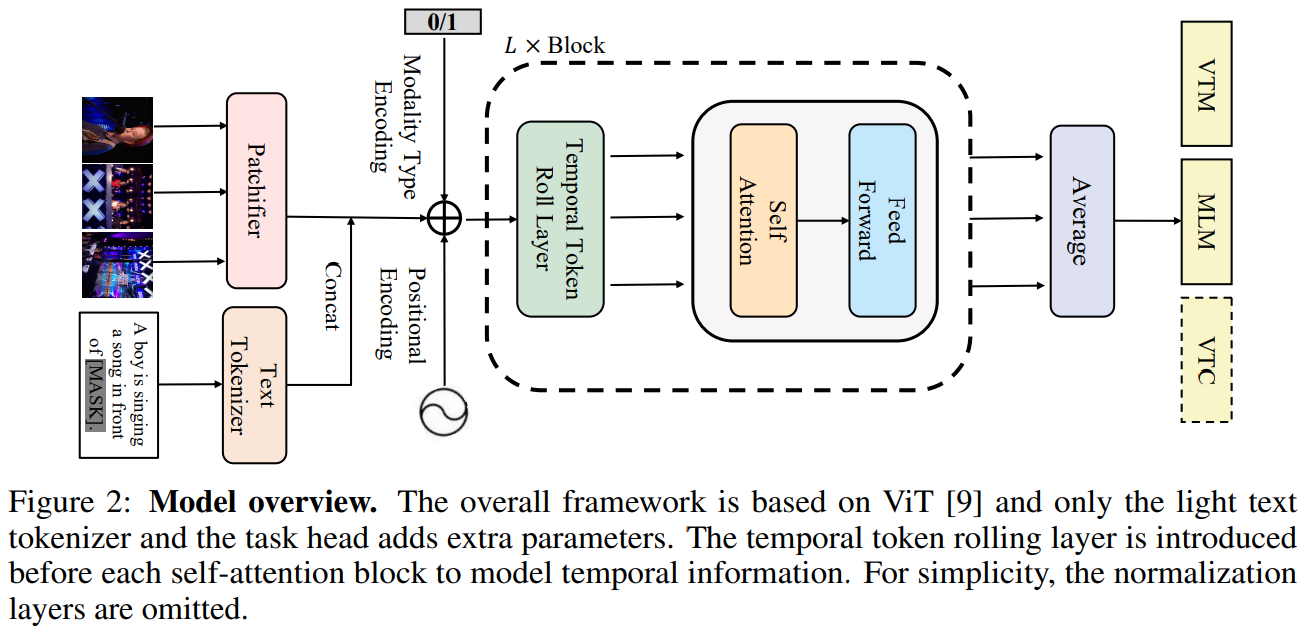 0/1
L × Block
Modality Type
Encoding
Patchifier
Temporal Token
Roll Layer
Self
Attention
Feed
Forward
Average
VTM
MLM
VTC
Concat
Positional
Encoding
Text
Tokenizer
A boy is singing
a song in front
of [MASK].
Figure 2: Model overview. The overall framework is based on ViT [9] and only the light text
tokenizer and the task head adds extra parameters. The temporal token rolling layer is introduced
before each self-attention block to model temporal information. For simplicity, the normalization
layers are omitted.